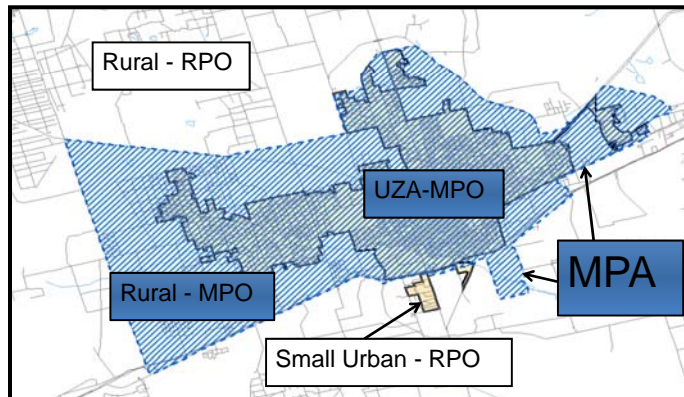 Rural - RPO
UZA-MPO
MPA
Rural - MPO
Small Urban - RPO